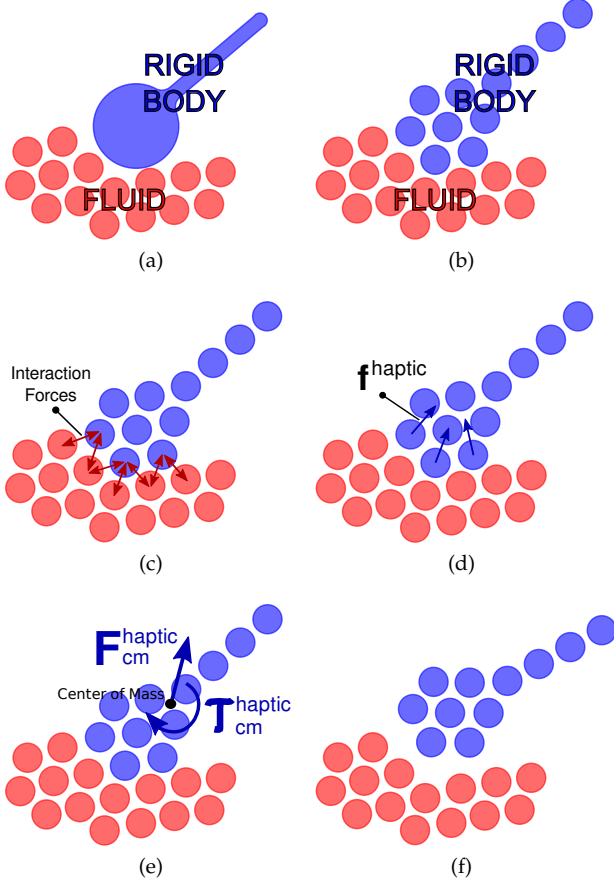 RIGID
BODY
FLUID
(a)
RIGID
BODY
FLUID
(b)
Interaction
Forces
(c)
f haptic
(d)
F haptic
cm
Center of Mass
T haptic
cm
(e)
(f)